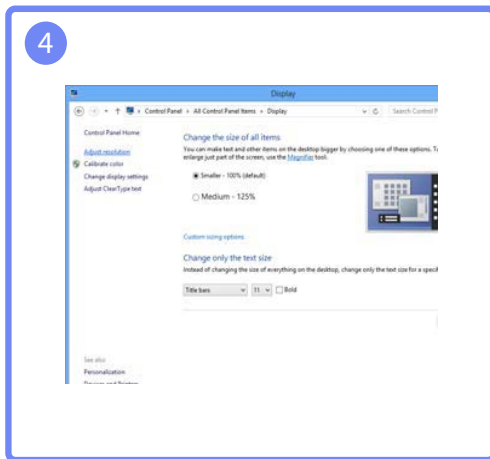 4
Display
Control Panel › All Control Panel Items › Display
Search Control P
Control Panel Home
Adjust resolution
Calibrate color
Change display settings
Adjust ClearType text
Change the size of all items
You can make text and other items on the desktop bigger by choosing one of these options. To
enlarge just part of the screen, use the Magnifier tool.
Smaller - 100% (default)
Medium - 125%
Custom sizing options
Change only the text size
Instead of changing the size of everything on the desktop, change only the text size for a specif
Title bars 11 Bold
See also
Personalization
Devices and Printers